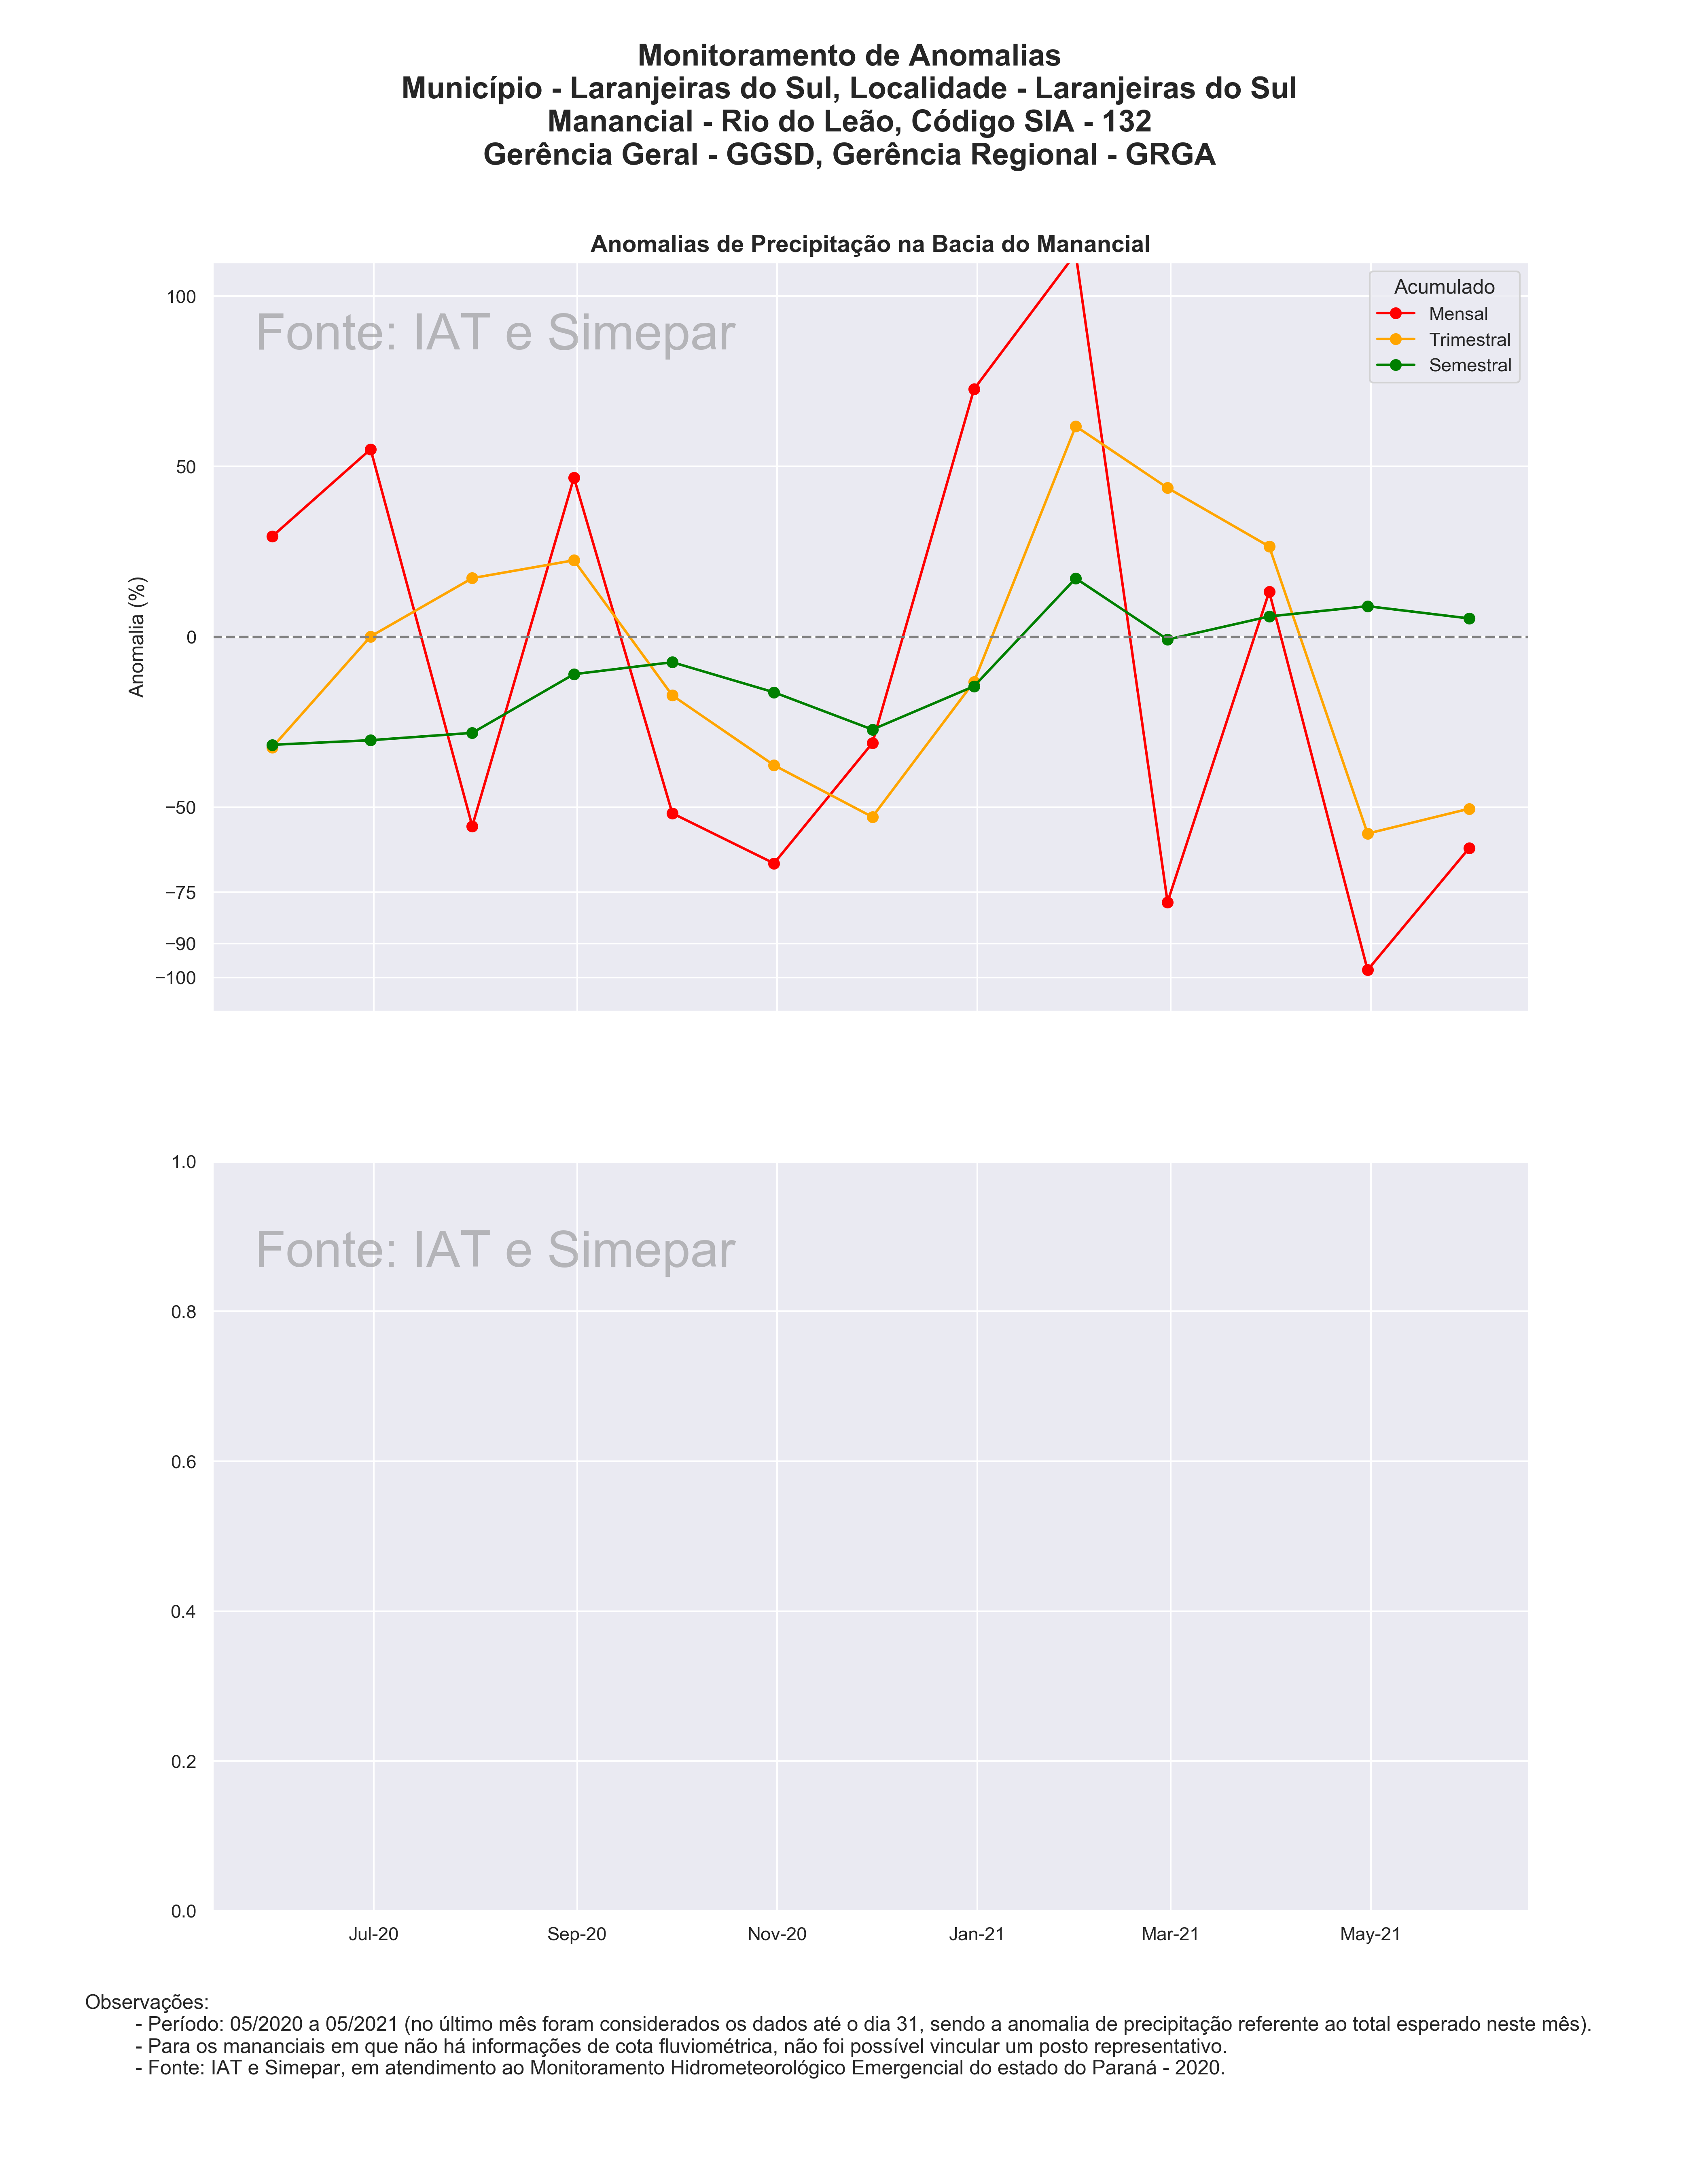 Monitoramento de Anomalias
Município - Laranjeiras do Sul, Localidade - Laranjeiras do Sul
Manancial - Rio do Leão, Código SIA - 132
Gerência Geral - GGSD, Gerência Regional - GRGA
Anomalias de Precipitação na Bacia do Manancial
Fonte: IAT e Simepar
Acumulado
Mensal
Trimestral
Semestral
Anomalia (%)
100
50
0
−50
−75
−90
−100
Fonte: IAT e Simepar
1.0
0.8
0.6
0.4
0.2
0.0
Jul-20 Sep-20 Nov-20 Jan-21 Mar-21 May-21
Observações:
- Período: 05/2020 a 05/2021 (no último mês foram considerados os dados até o dia 31, sendo a anomalia de precipitação referente ao total esperado neste mês).
- Para os mananciais em que não há informações de cota fluviométrica, não foi possível vincular um posto representativo.
- Fonte: IAT e Simepar, em atendimento ao Monitoramento Hidrometeorológico Emergencial do estado do Paraná - 2020.